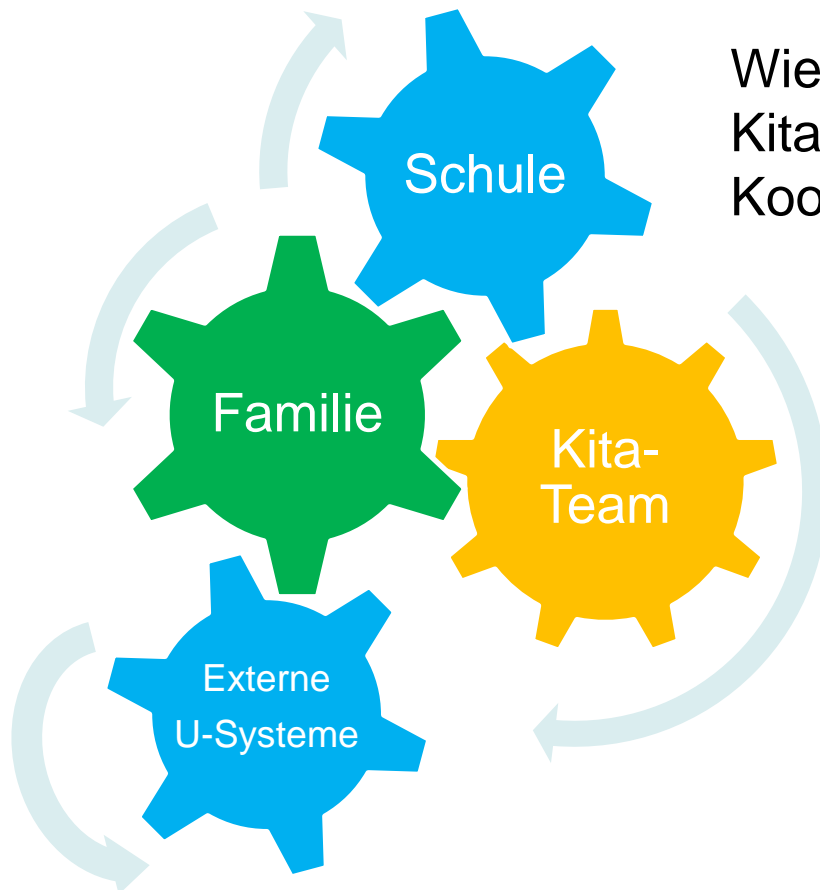 Wie
Kita
Koo
Schule
Familie
Kita-
Team
Externe
U-Systeme